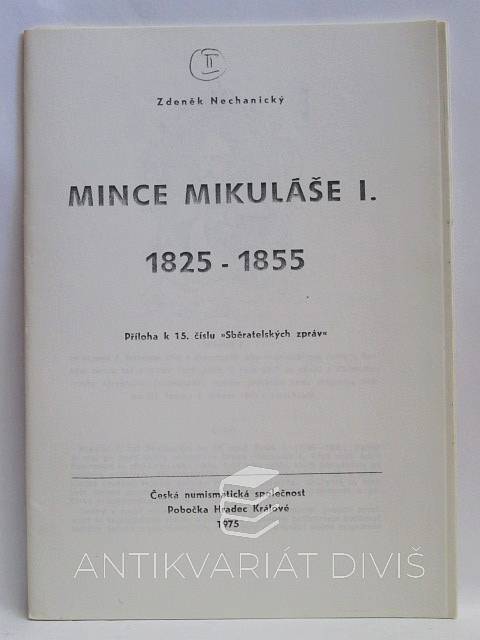 II
Zdeněk Nechanický
MINCE MIKULÁŠE I.
1825 - 1855
Příloha k 15. číslu »Sběratelských zpráv«
Česká numismatická společnost
Pobočka Hradec Králové
1975
ANTIKVARIÁT DIVIŠ